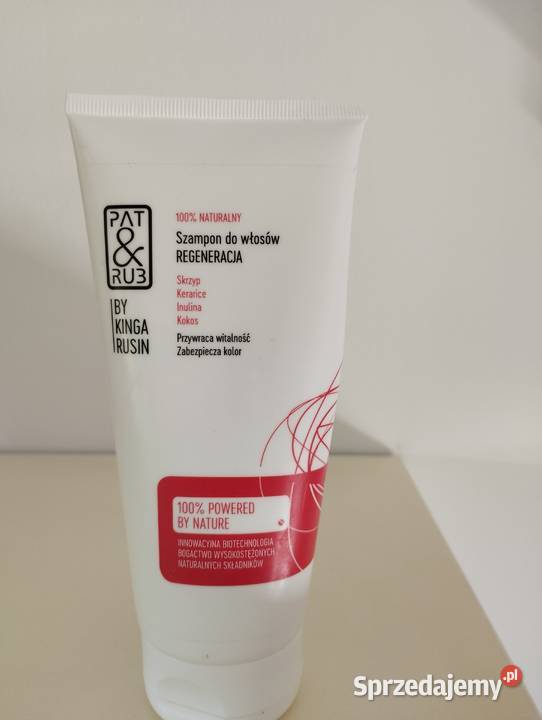 PAT
&
RUB
BY
KINGA
RUSIN
100% NATURALNY
Szampon do włosów
REGENERACJA
Skrzyp
Kerarice
Inulina
Kokos
Przywraca witalność
Zabezpiecza kolor
100% POWERED
BY NATURE
INNOWACYJNA BIOTECHNOLOGIA
BOGACTWO WYSOKOSTĘŻONYCH
NATURALNYCH SKŁADNIKÓW
Sprzedajemy.pl